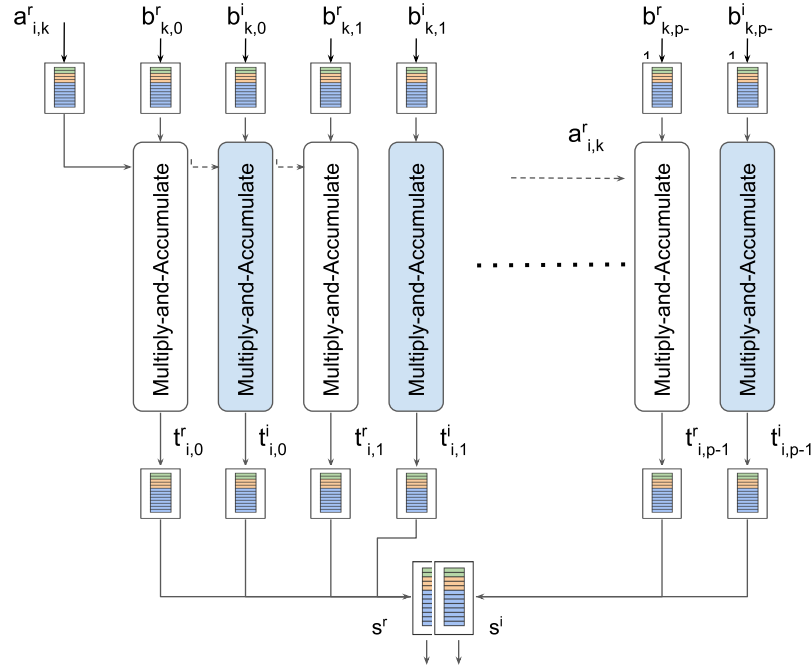 a^r_{i,k} b^r_{k,0} b^i_{k,0} b^r_{k,1} b^i_{k,1} b^r_{k,p-1} b^i_{k,p-1}
a^r_{i,k}
Multiply-and-Accumulate
Multiply-and-Accumulate
Multiply-and-Accumulate
Multiply-and-Accumulate
Multiply-and-Accumulate
Multiply-and-Accumulate
t^r_{i,0} t^i_{i,0} t^r_{i,1} t^i_{i,1} t^r_{i,p-1} t^i_{i,p-1}
s^r s^i